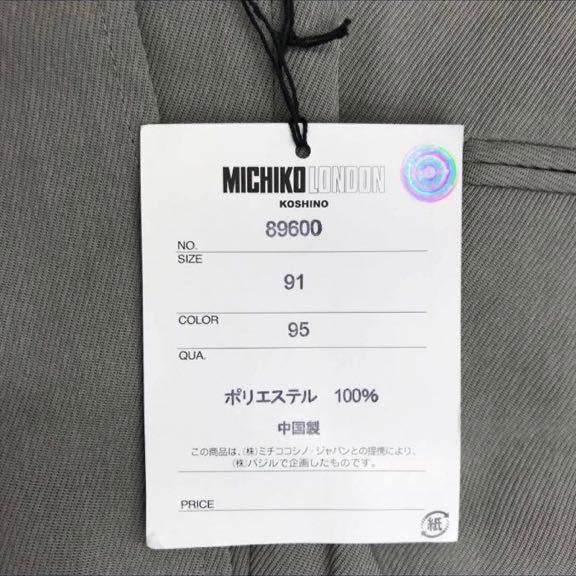 MICHIKO LONDON
KOSHINO
NO. 89600
SIZE 91
COLOR 95
QUA.
ポリエステル 100%
中国製
この商品は、(株)ミチココシノ・ジャパンとの提携により、
(株)バジルで企画したものです。
PRICE
紙